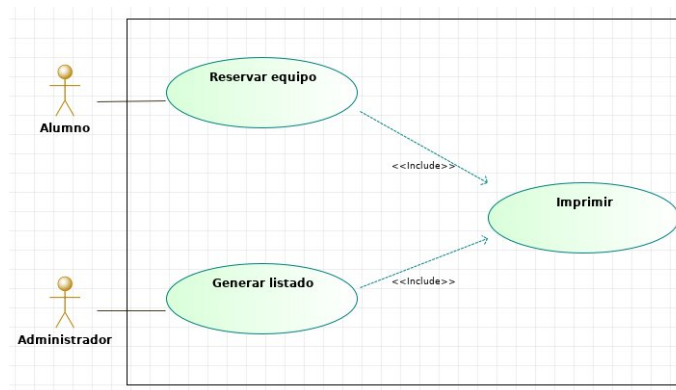 Reservar equipo
Alumno
<<Include>>
Imprimir
Generar listado
<<Include>>
Administrador